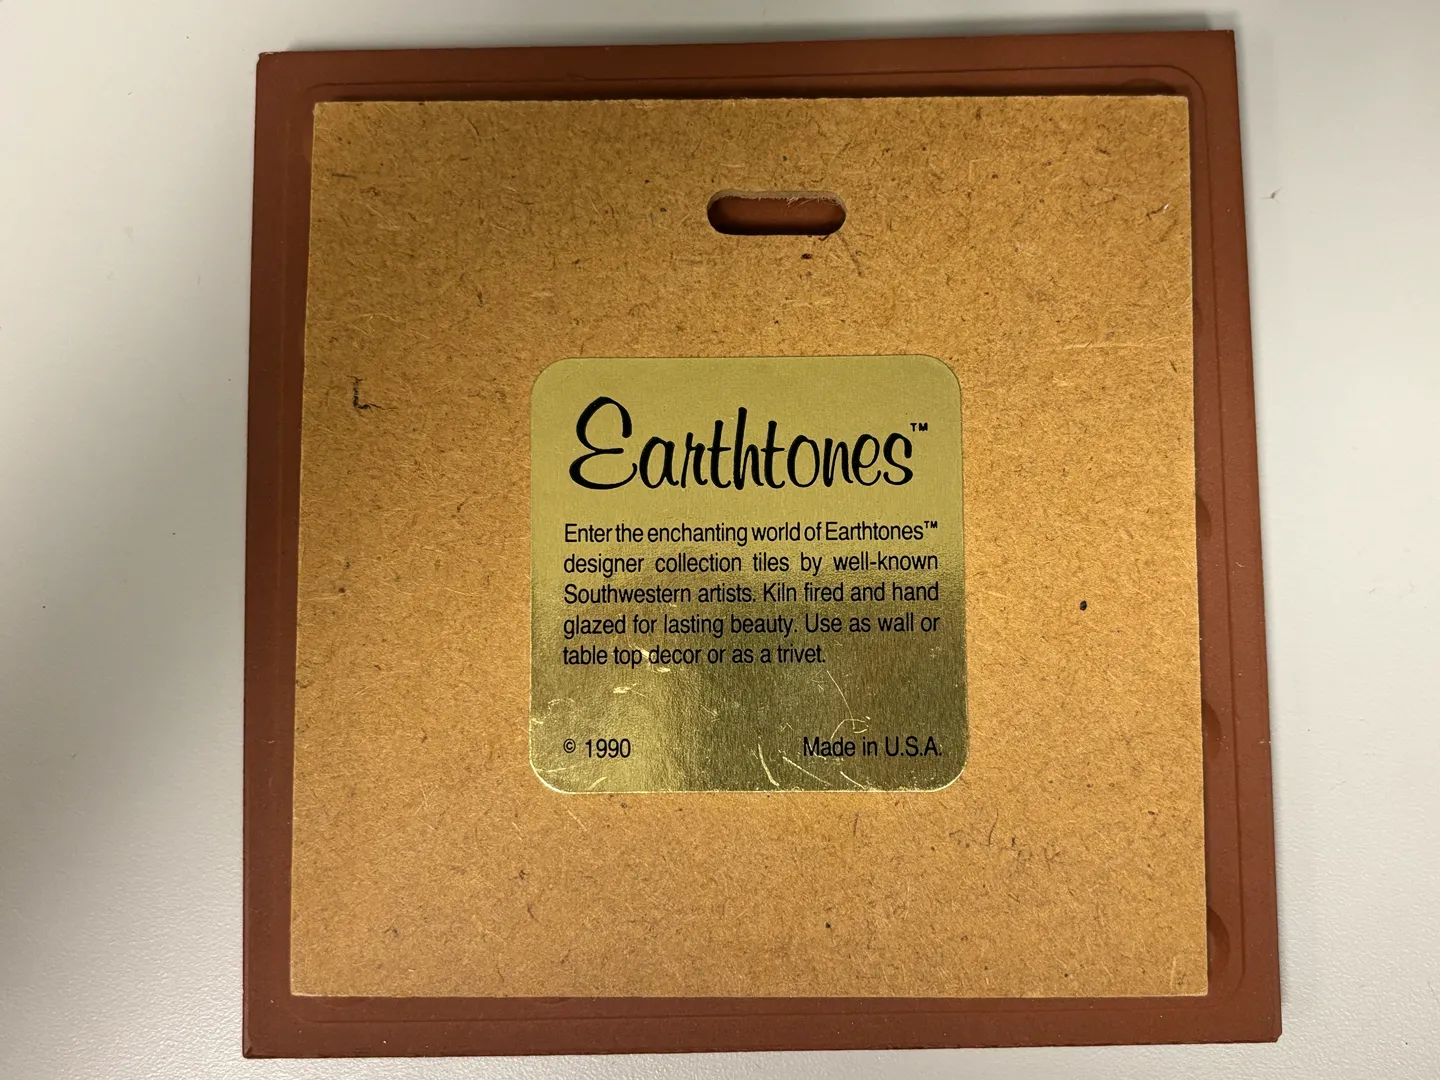 Earthtones™
Enter the enchanting world of Earthtones™
designer collection tiles by well-known
Southwestern artists. Kiln fired and hand
glazed for lasting beauty. Use as wall or
table top decor or as a trivet.
© 1990 Made in U.S.A.